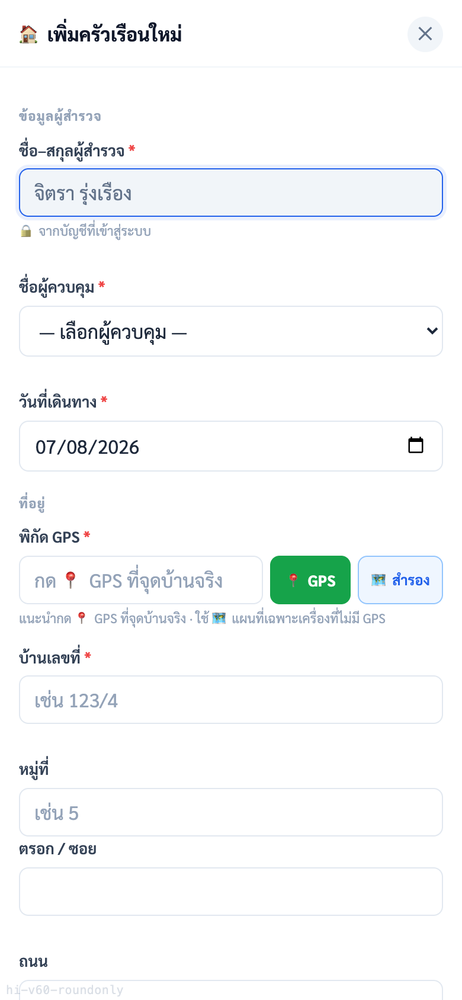 🏠 เพิ่มครัวเรือนใหม่
ข้อมูลผู้สำรวจ
ชื่อ–สกุลผู้สำรวจ *
จิตรา รุ่งเรือง
🔒 จากบัญชีที่เข้าสู่ระบบ
ชื่อผู้ควบคุม *
— เลือกผู้ควบคุม —
วันที่เดินทาง *
07/08/2026
ที่อยู่
พิกัด GPS *
กด 📍 GPS ที่จุดบ้านจริง
📍 GPS
🗺️ สำรอง
แนะนำกด 📍 GPS ที่จุดบ้านจริง · ใช้ 🗺️ แผนที่เฉพาะเครื่องที่ไม่มี GPS
บ้านเลขที่ *
เช่น 123/4
หมู่ที่
เช่น 5
ตรอก / ซอย
ถนน
hi-v60-roundonly